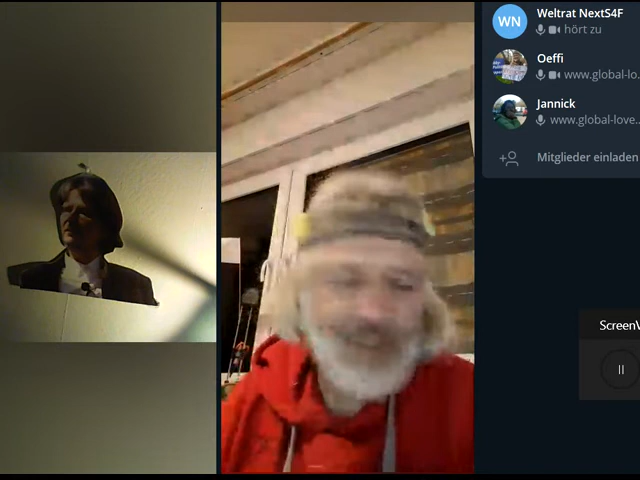 WN
Weltrat NextS4F
hört zu
Oeffi
www.global-lo...
Jannick
www.global-love...
Mitglieder einladen
ScreenV